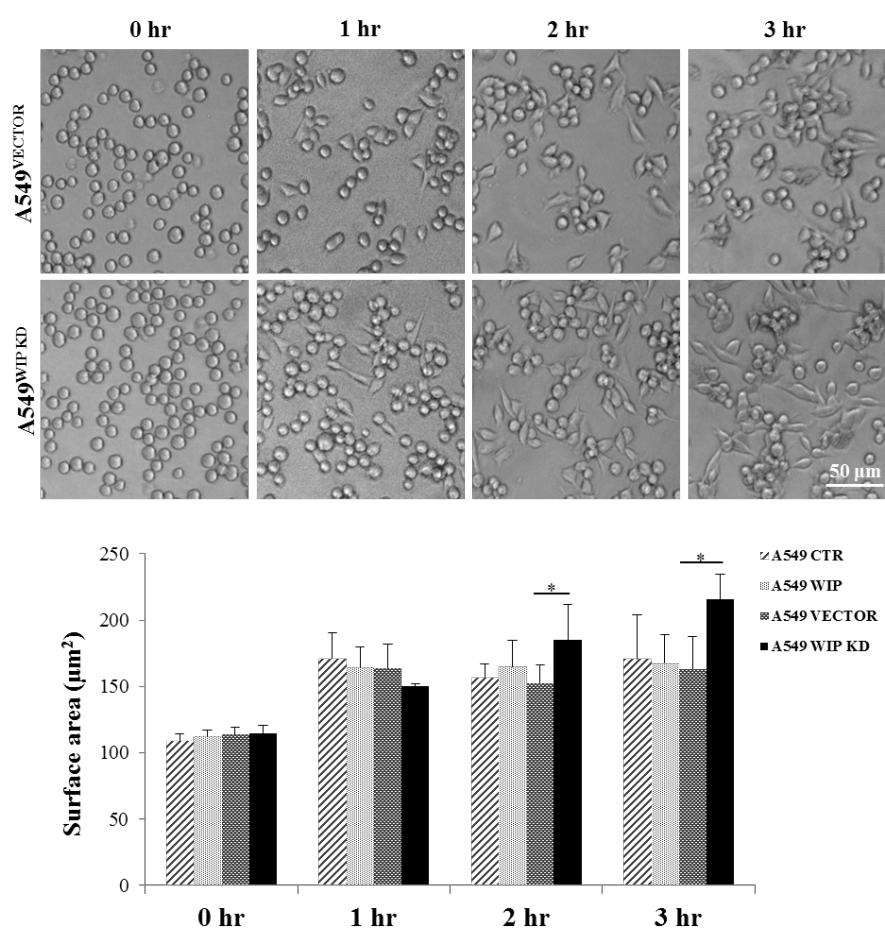 0 hr 1 hr 2 hr 3 hr
A549VECTOR
A549WIP KD
50 µm
250
200
150
100
50
0
Surface area (µm2)
* *
A549 CTR
A549 WIP
A549 VECTOR
A549 WIP KD
0 hr 1 hr 2 hr 3 hr